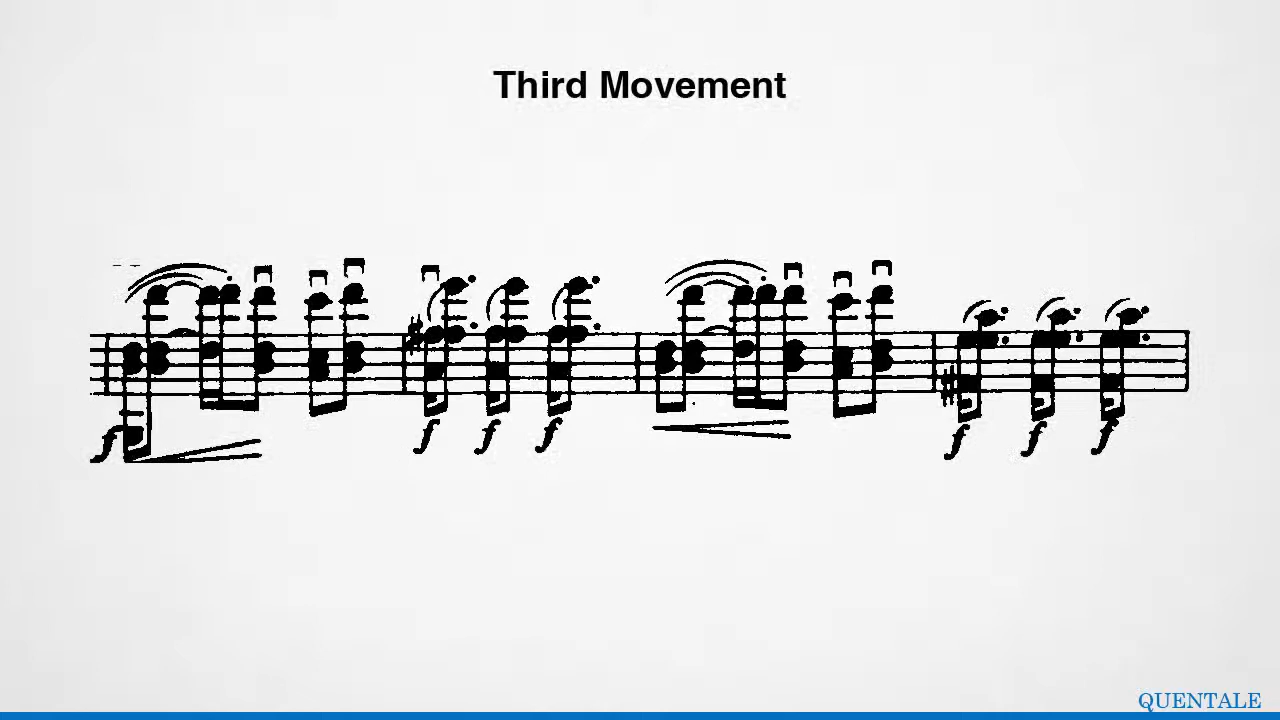 Third Movement
f
f f f
f f f
QUENTALE